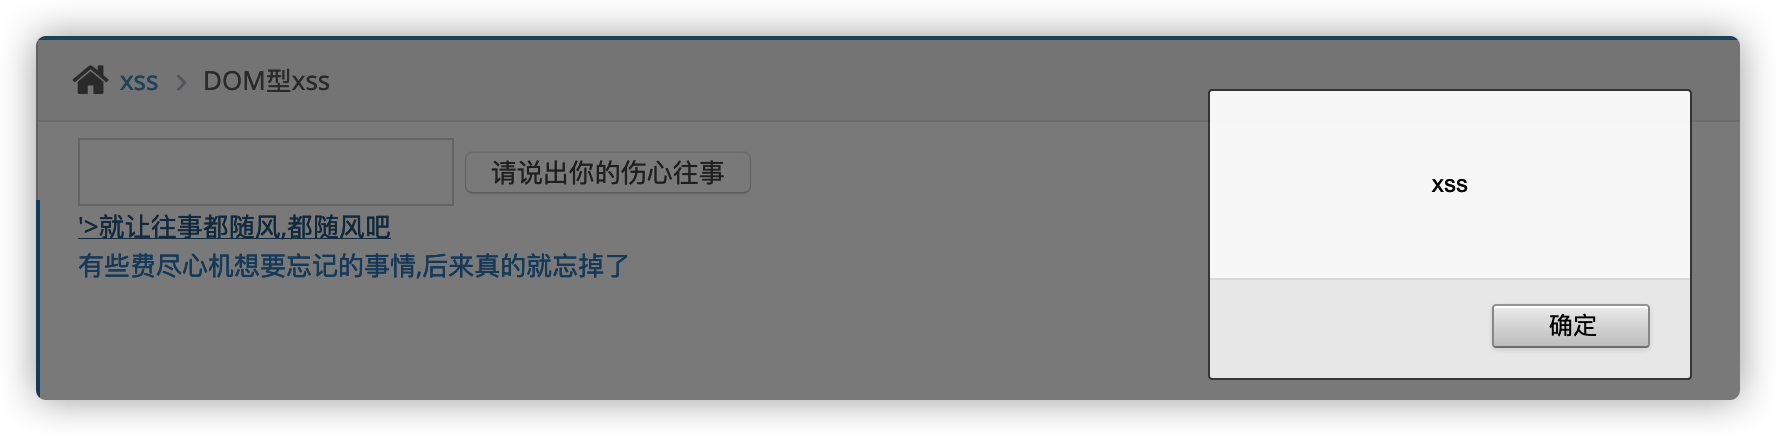 xss > DOM型xss
请说出你的伤心往事
'>就让往事都随风,都随风吧
有些费尽心机想要忘记的事情,后来真的就忘掉了
xss
确定